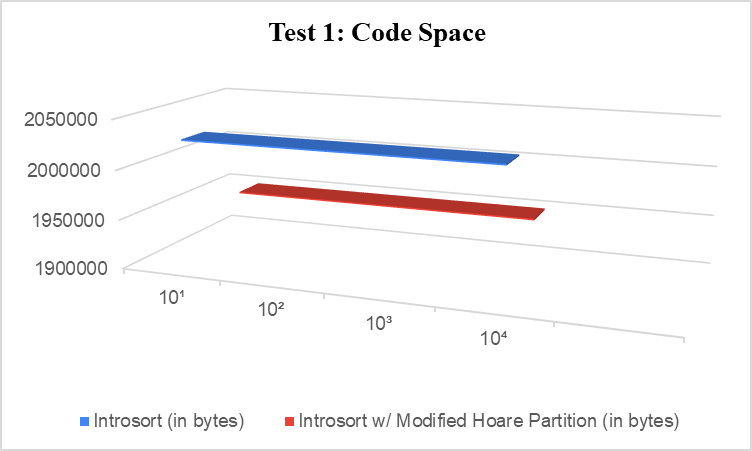 Test 1: Code Space
2050000
2000000
1950000
1900000
10¹
10²
10³
10⁴
Introsort (in bytes)
Introsort w/ Modified Hoare Partition (in bytes)